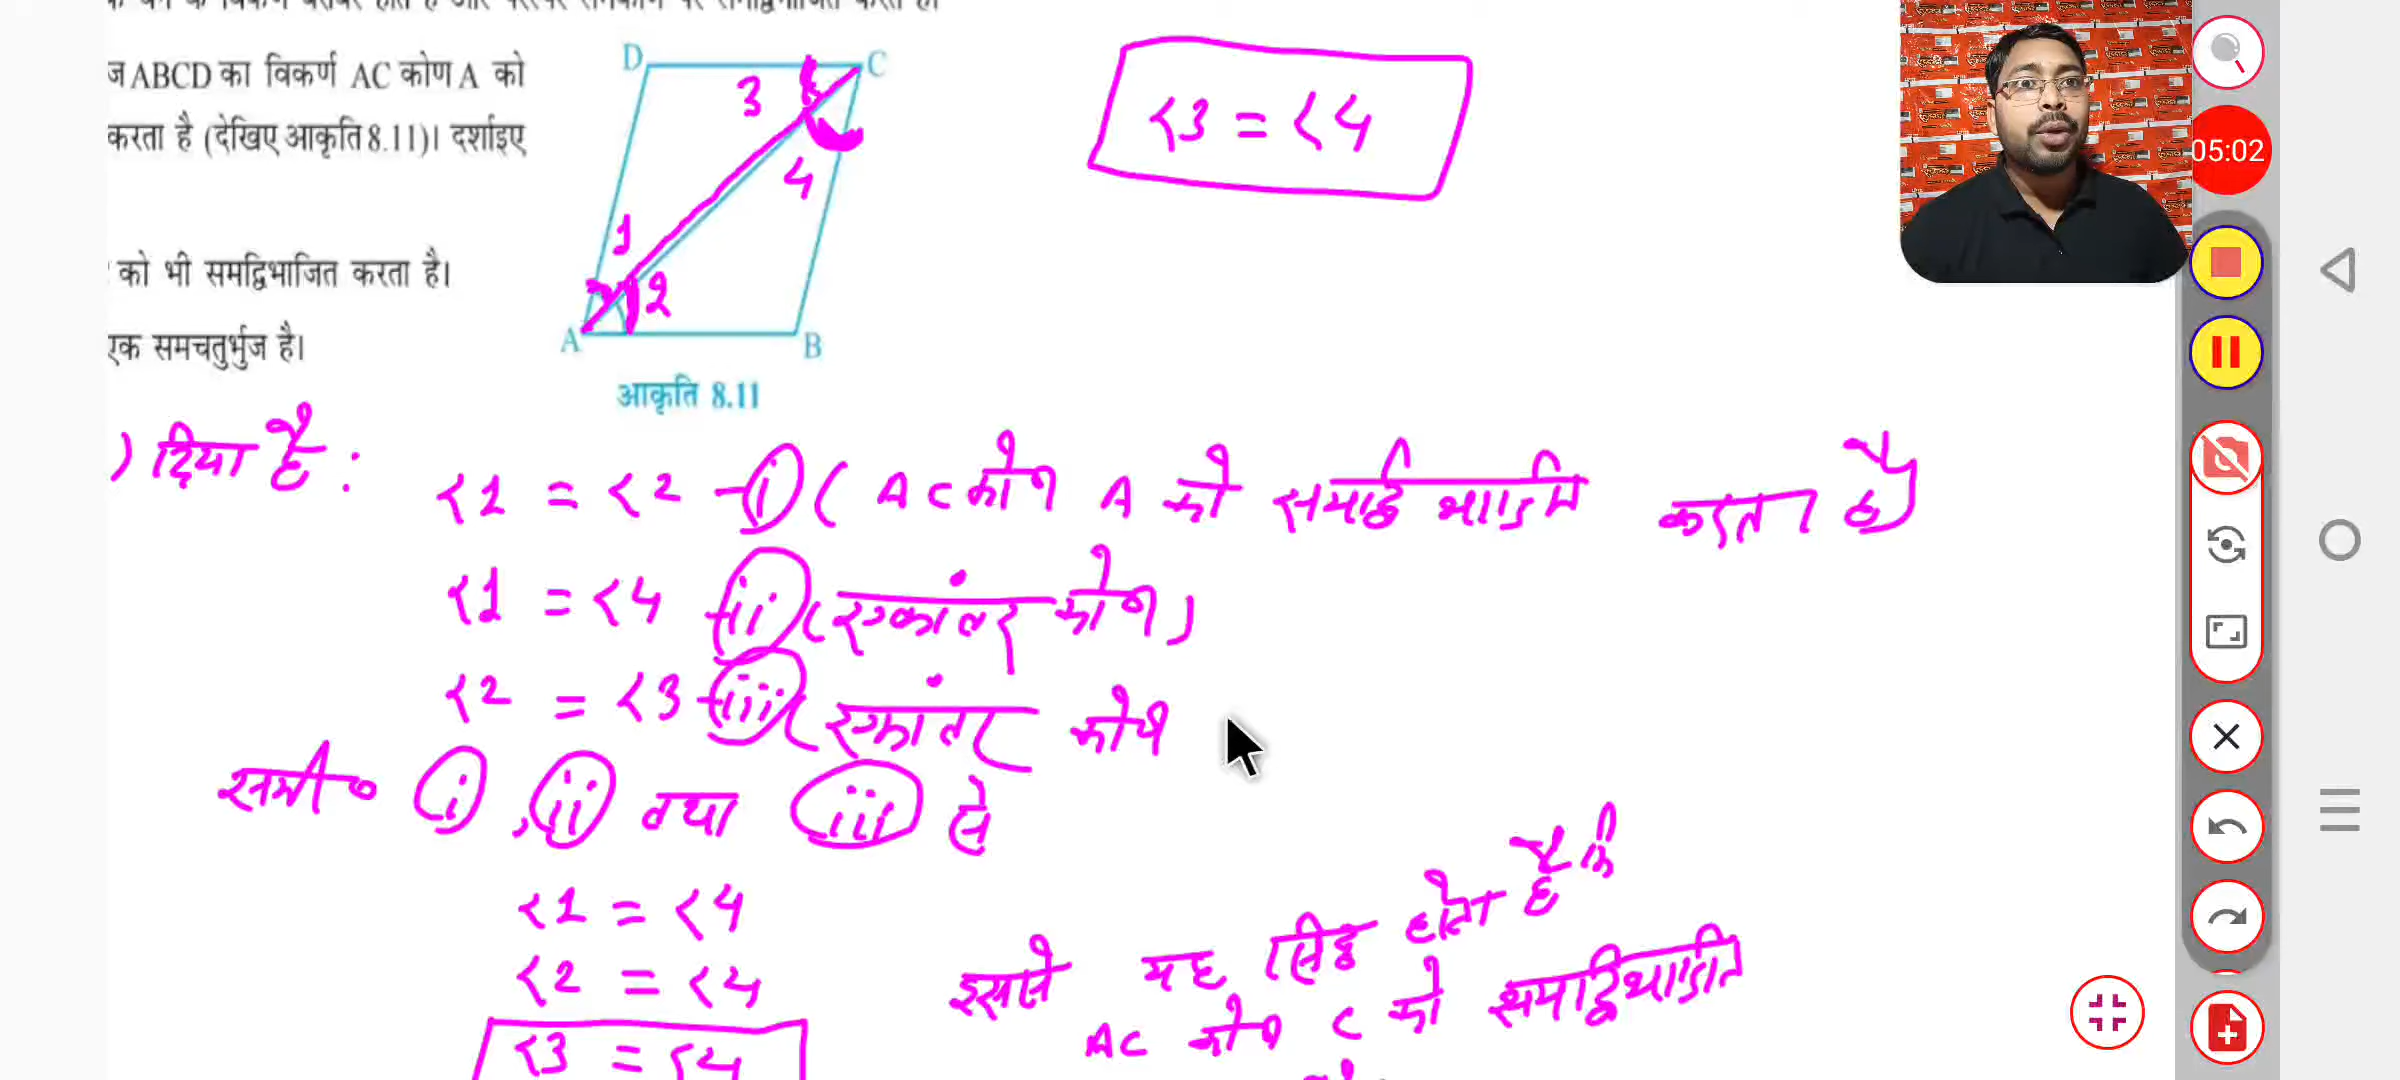 ज ABCD का विकर्ण AC कोण A को
करता है (देखिए आकृति 8.11)। दर्शाइए
को भी समद्विभाजित करता है।
एक समचतुर्भुज है।
D C
3
4
1
2
A B
आकृति 8.11
<3 = <4
05:02
) दिया है :
<1 = <2 -(i) ( AC कोण A को समद्विभाजित करता है)
<1 = <4 -(ii) (एकांतर कोण)
<2 = <3 -(iii) ( एकांतर कोण
समी० (i) , (ii) तथा (iii) से
<1 = <4
<2 = <4
<3 = <4
इससे यह सिद्ध होता है कि
AC कोण C को समद्विभाजित